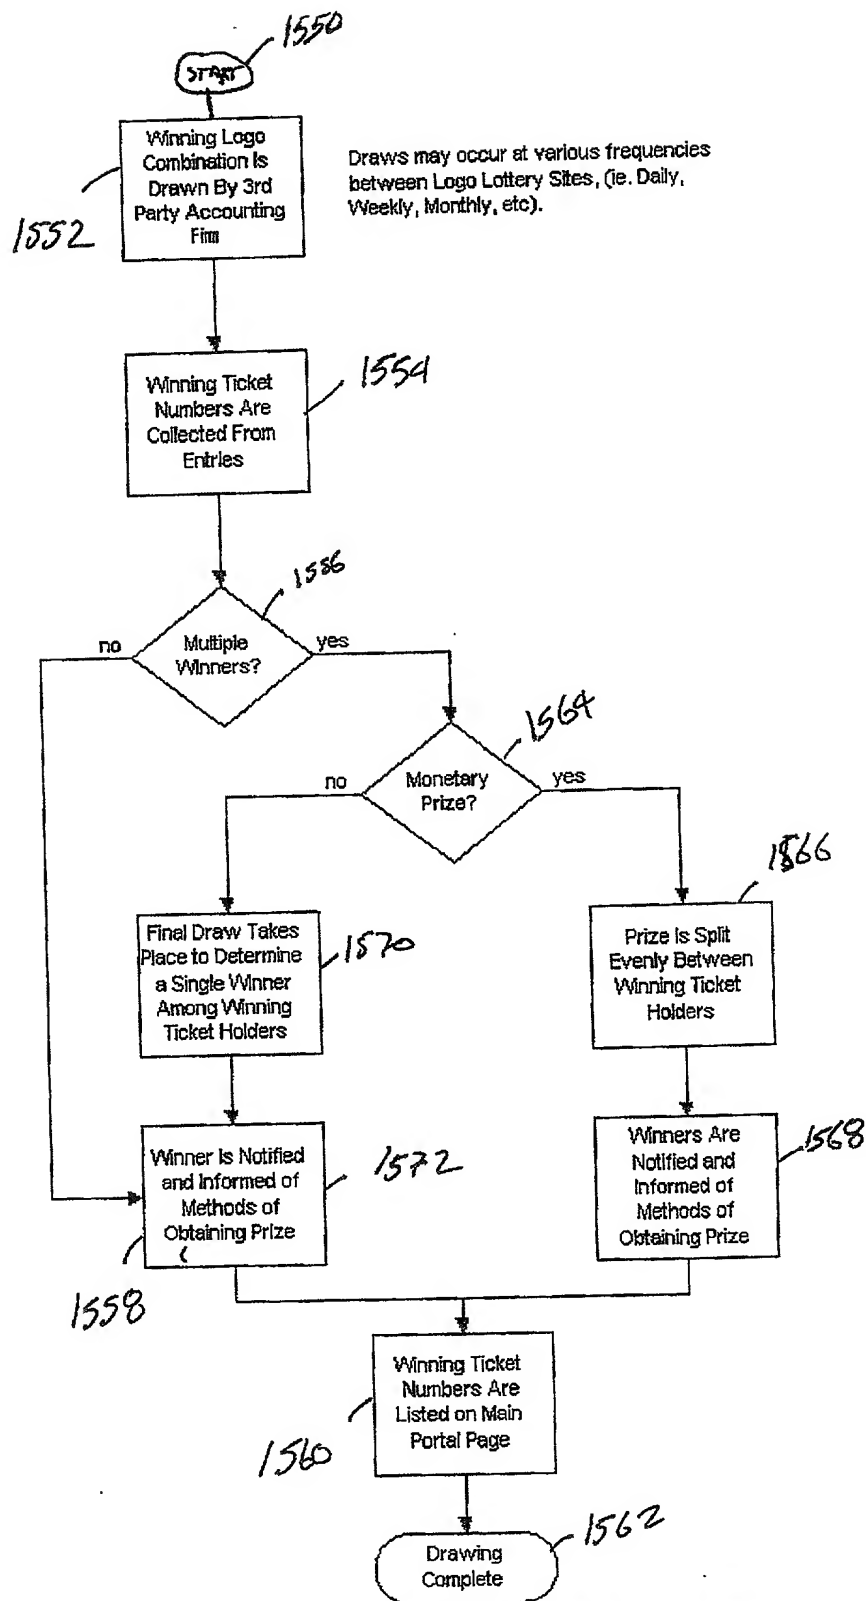 1550
START
Winning Logo
Combination Is
Drawn By 3rd
Party Accounting
Firm
1552
Draws may occur at various frequencies
between Logo Lottery Sites, (ie. Daily,
Weekly, Monthly, etc).
Winning Ticket
Numbers Are
Collected From
Entries
1554
1556
no
Multiple
Winners?
yes
1564
no
Monetary
Prize?
yes
1566
Final Draw Takes
Place to Determine
a Single Winner
Among Winning
Ticket Holders
1570
Prize Is Split
Evenly Between
Winning Ticket
Holders
Winner Is Notified
and Informed of
Methods of
Obtaining Prize
1572
1558
Winners Are
Notified and
Informed of
Methods of
Obtaining Prize
1568
Winning Ticket
Numbers Are
Listed on Main
Portal Page
1560
1562
Drawing
Complete